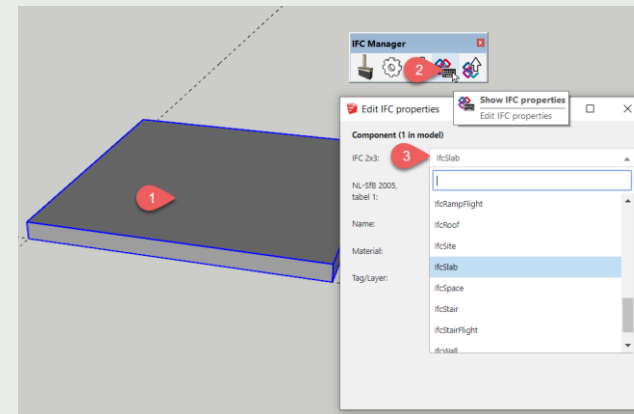 IFC Manager
2
Show IFC properties
Edit IFC properties
Edit IFC properties
Component (1 in model)
IFC 2x3:
3
IfcSlab
NL-SfB 2005,
tabel 1:
IfcRampFlight
1
Name:
IfcRoof
IfcSite
Material:
IfcSlab
Tag/Layer:
IfcSpace
IfcStair
IfcStairFlight
IfcWall